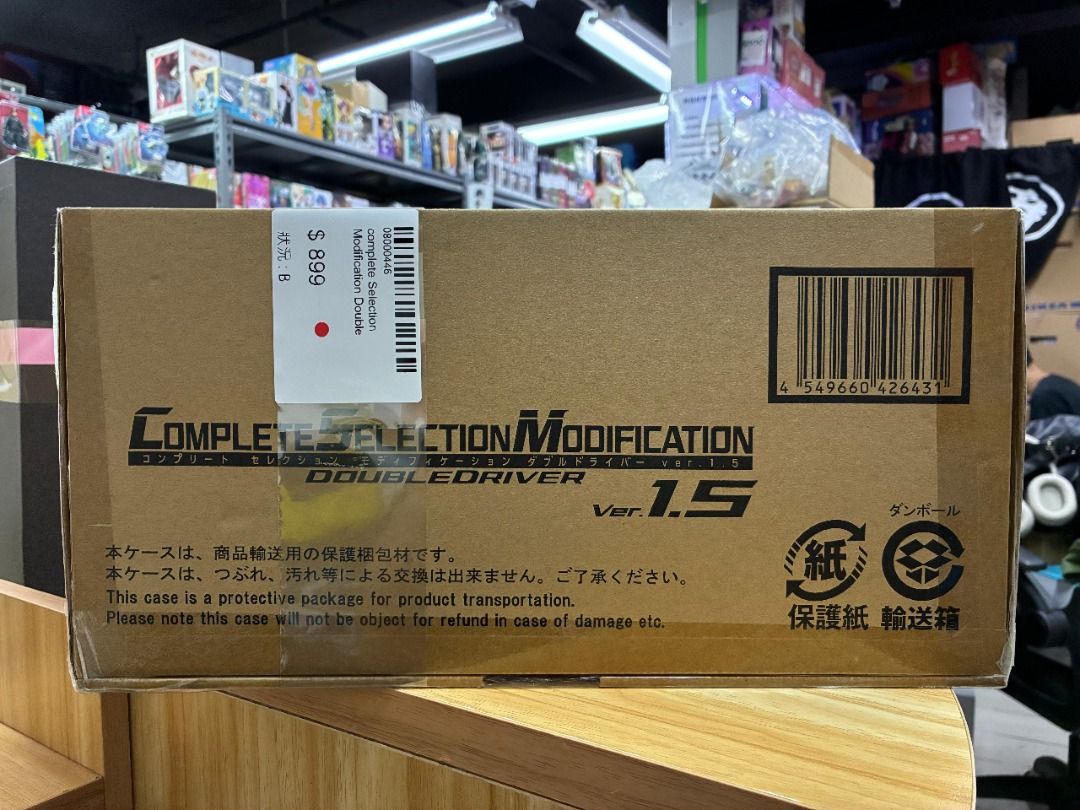 08000446
complete Selection
Modification Double
$ 899
狀況 : B
4 549660 426431
COMPLETE SELECTION MODIFICATION
コンプリート セレクション モディフィケーション ダブルドライバー ver.1.5
DOUBLEDRIVER
Ver. 1.5
本ケースは、商品輸送用の保護梱包材です。
本ケースは、つぶれ、汚れ等による交換は出来ません。ご了承ください。
This case is a protective package for product transportation.
Please note this case will not be object for refund in case of damage etc.
紙
保護紙
ダンボール
輸送箱